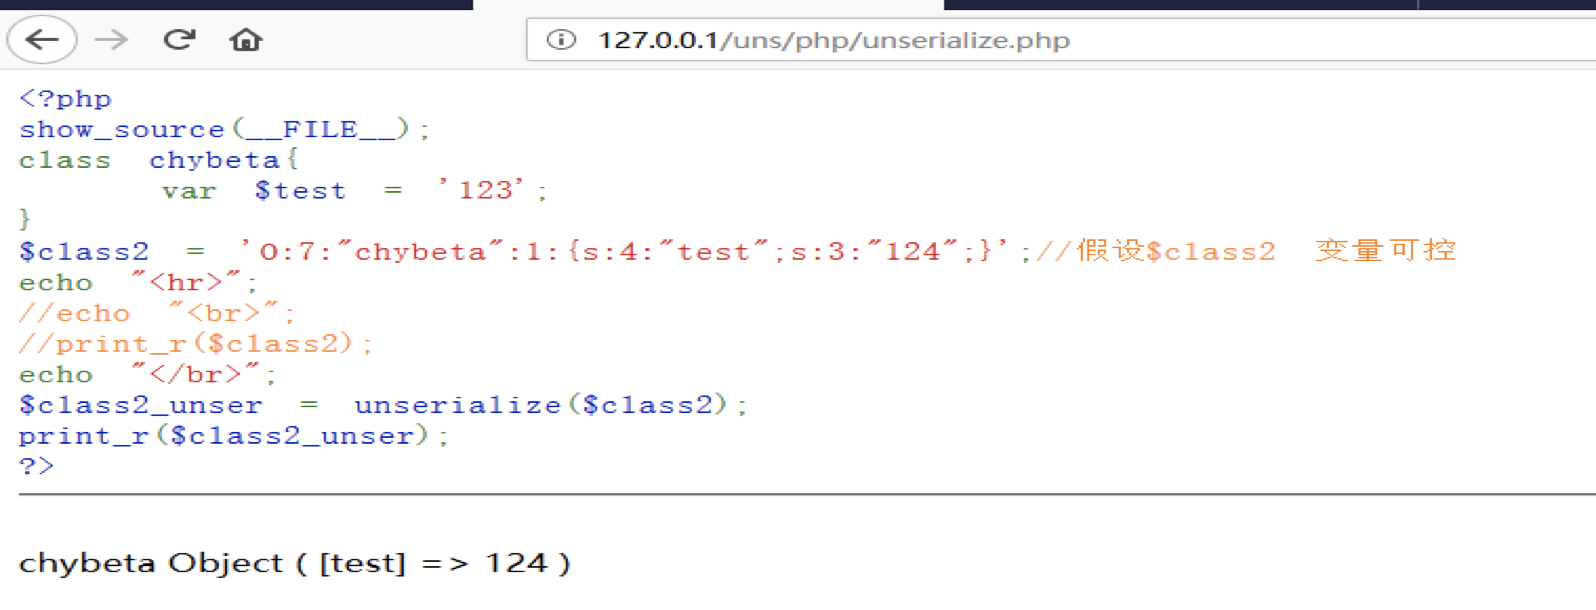 127.0.0.1/uns/php/unserialize.php
<?php
show_source(__FILE__);
class chybeta{
var $test = '123';
}
$class2 = 'O:7:"chybeta":1:{s:4:"test";s:3:"124";}';//假设$class2 变量可控
echo "<hr>";
//echo "<br>";
//print_r($class2);
echo "</br>";
$class2_unser = unserialize($class2);
print_r($class2_unser);
?>
chybeta Object ( [test] => 124 )